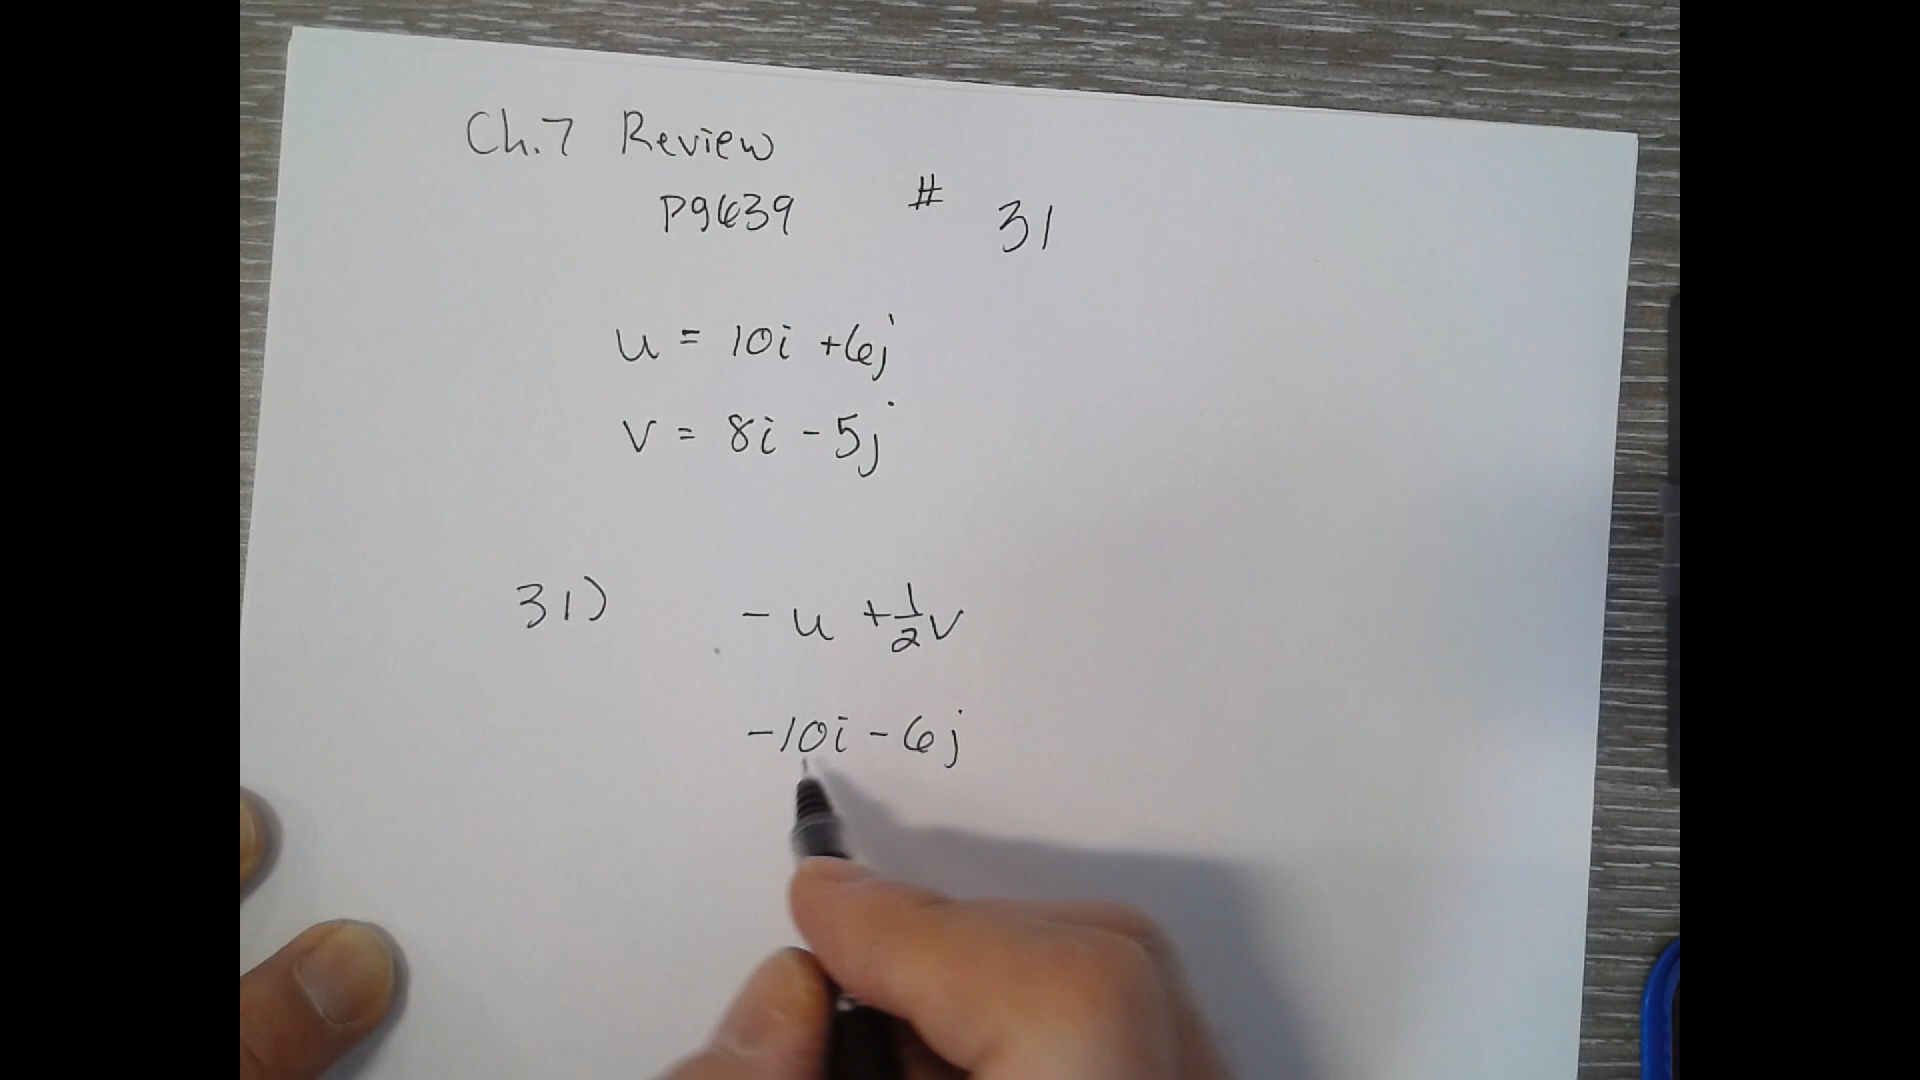 Ch.7 Review
Pg639 # 31
u = 10i + 6j
v = 8i - 5j
31) - u + 1/2 v
-10i - 6j